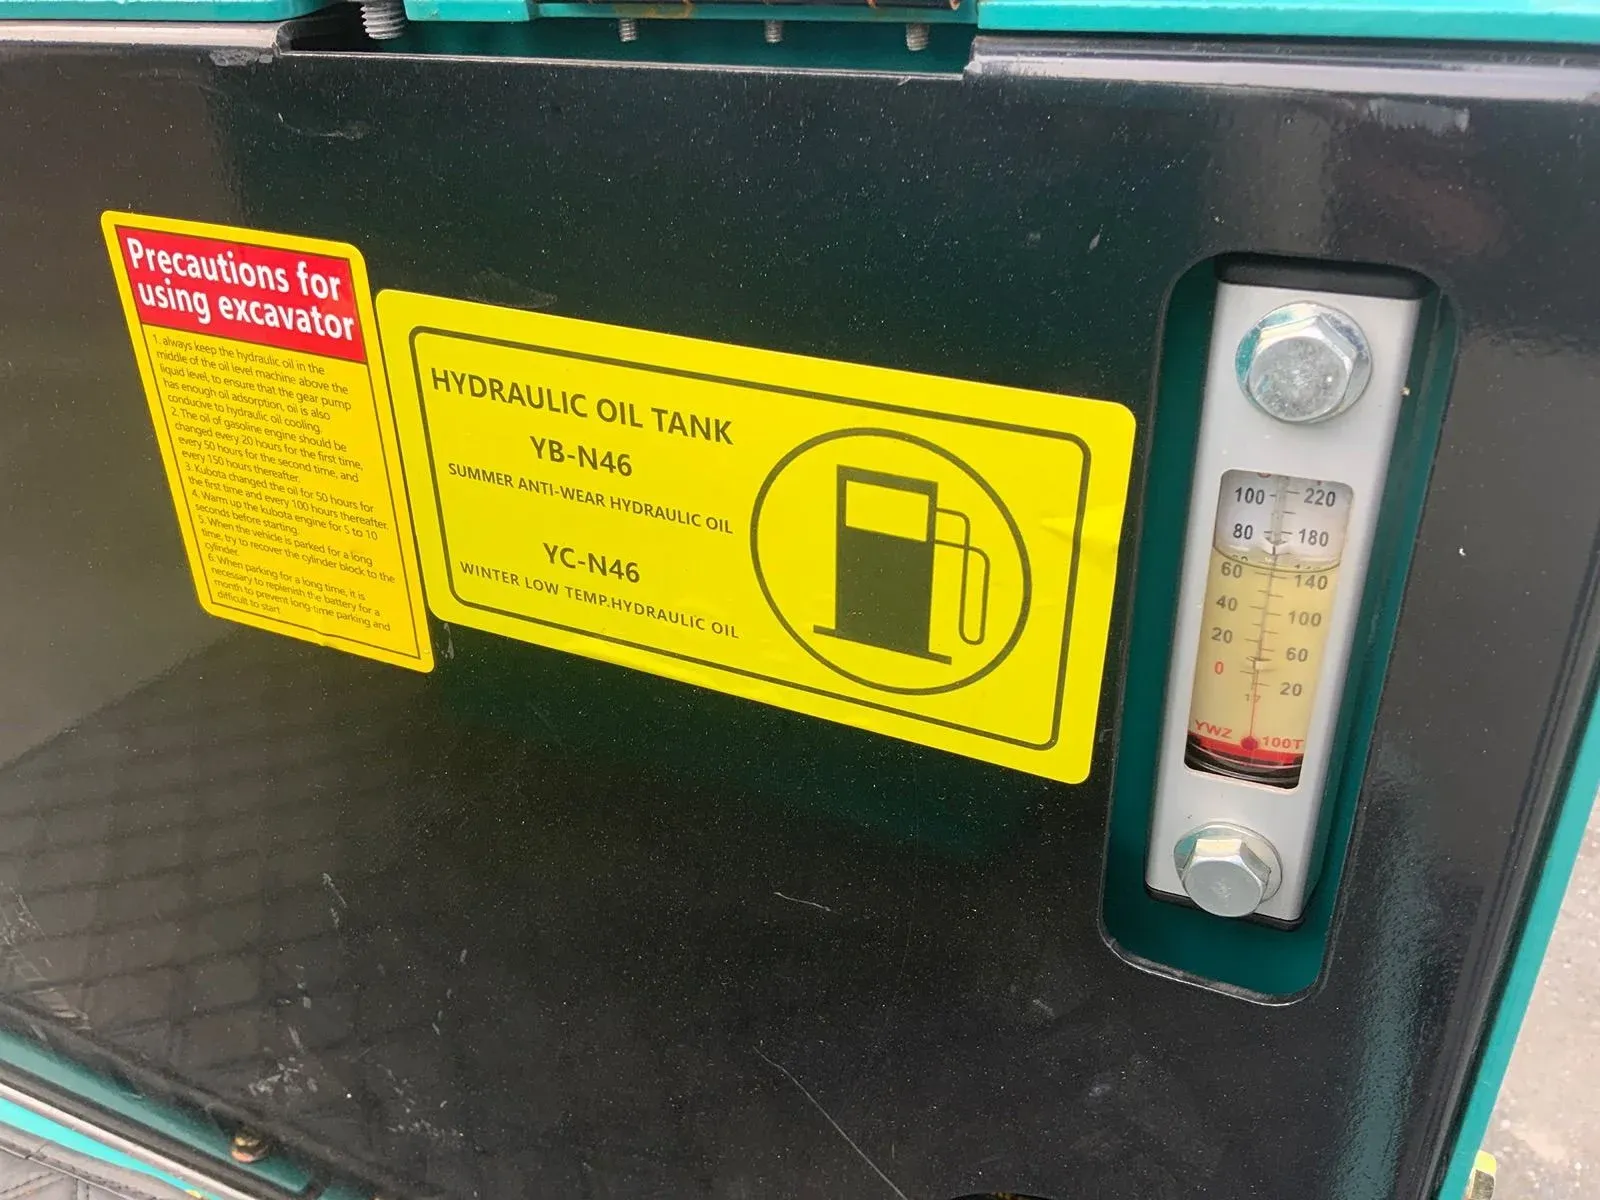 Precautions for
using excavator
1. always keep the hydraulic oil in the
middle of the oil level machine above the
liquid level, to ensure that the gear pump
has enough oil adsorption, oil is also
conducive to hydraulic oil cooling.
2. The oil of gasoline engine should be
changed every 20 hours for the first time,
every 50 hours for the second time, and
every 150 hours thereafter.
3. Kubota changed the oil for 50 hours for
the first time and every 100 hours thereafter.
4. Warm up the kubota engine for 5 to 10
seconds before starting.
5. When the vehicle is parked for a long
time, try to recover the cylinder block to the
cylinder.
6. When parking for a long time, it is
necessary to replenish the battery for a
month to prevent long-time parking and
difficult to start.
HYDRAULIC OIL TANK
YB-N46
SUMMER ANTI-WEAR HYDRAULIC OIL
YC-N46
WINTER LOW TEMP.HYDRAULIC OIL
100 220
80 180
60 140
40 100
20 60
0 20
17
YWZ 100T